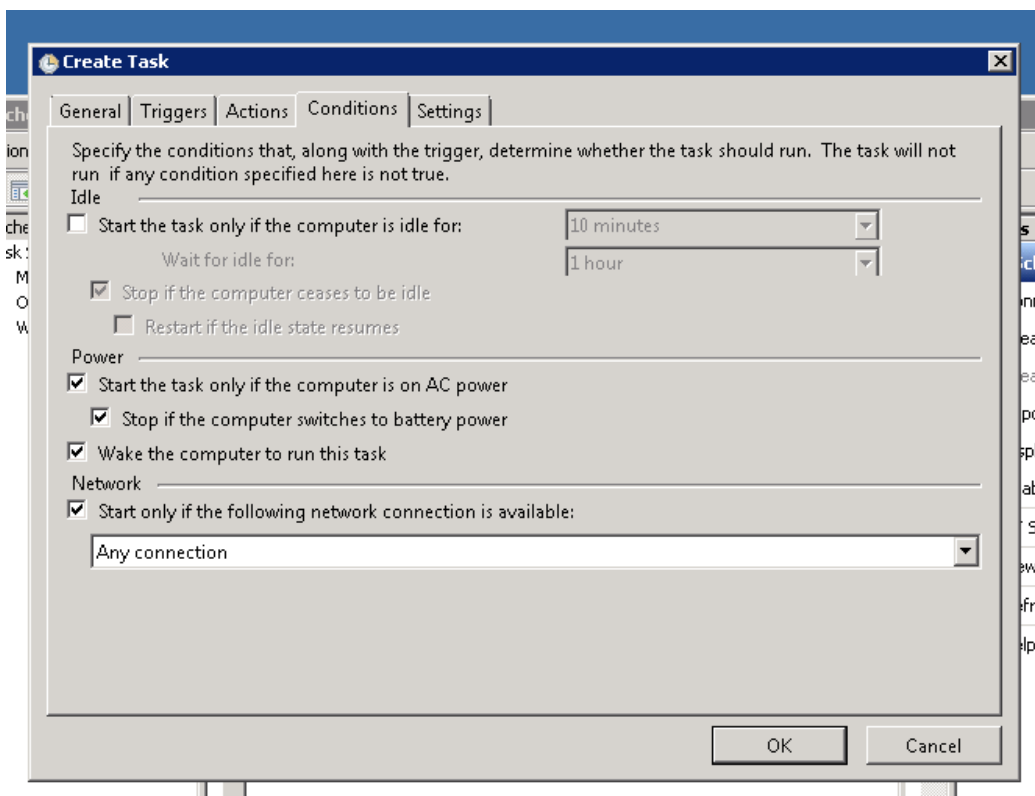 Create Task
General
Triggers
Actions
Conditions
Settings
Specify the conditions that, along with the trigger, determine whether the task should run.  The task will not
run  if any condition specified here is not true.
Idle
Start the task only if the computer is idle for:
10 minutes
Wait for idle for:
1 hour
Stop if the computer ceases to be idle
Restart if the idle state resumes
Power
Start the task only if the computer is on AC power
Stop if the computer switches to battery power
Wake the computer to run this task
Network
Start only if the following network connection is available:
Any connection
OK
Cancel